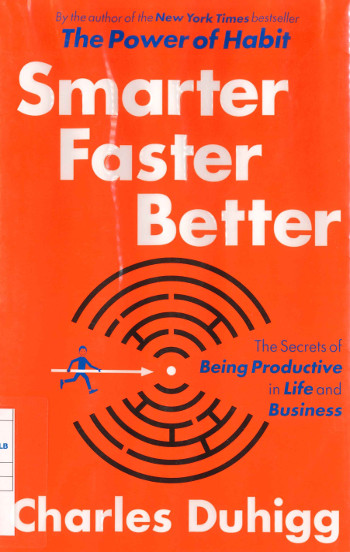 By the author of the New York Times bestseller
The Power of Habit
Smarter
Faster
Better
The Secrets of
Being Productive
in Life and
Business
LB
Charles Duhigg